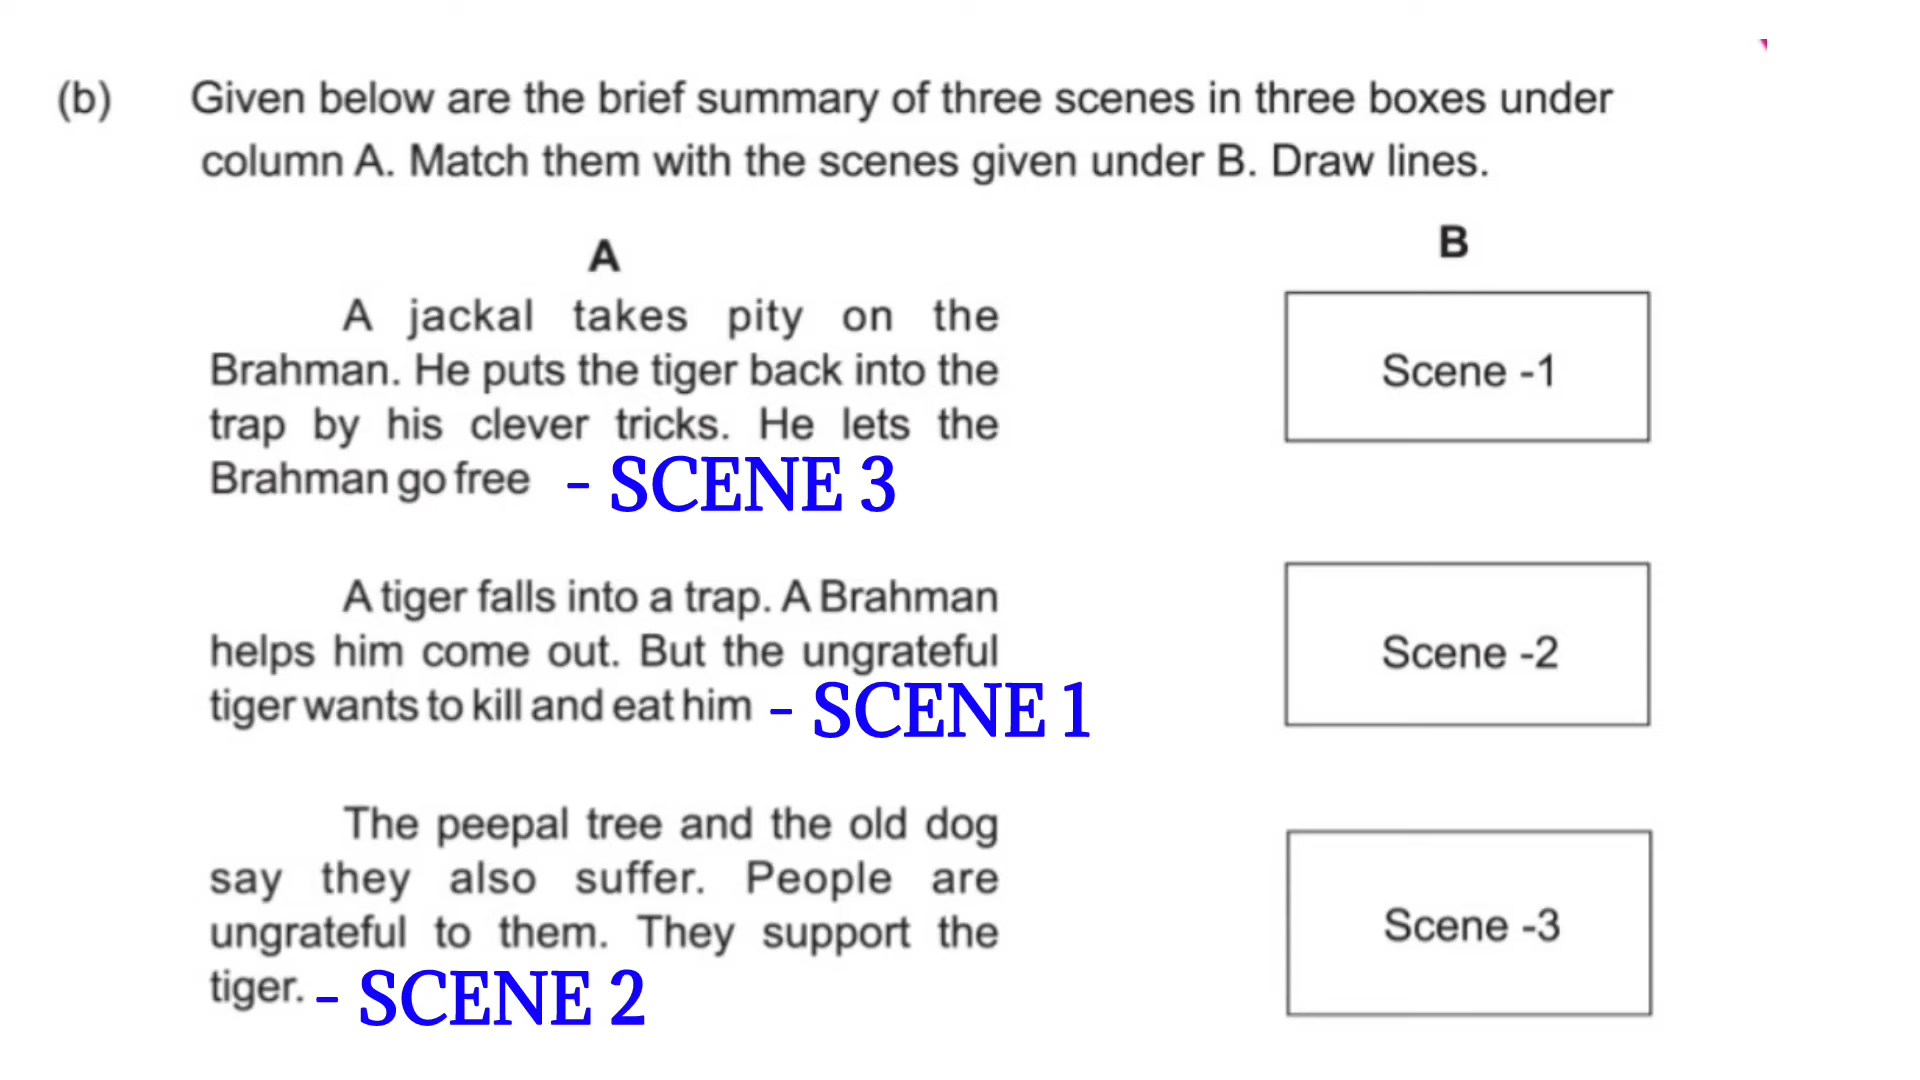 (b) Given below are the brief summary of three scenes in three boxes under
column A. Match them with the scenes given under B. Draw lines.
A
B
A jackal takes pity on the
Brahman. He puts the tiger back into the
trap by his clever tricks. He lets the
Brahman go free - SCENE 3
Scene -1
A tiger falls into a trap. A Brahman
helps him come out. But the ungrateful
tiger wants to kill and eat him - SCENE 1
Scene -2
The peepal tree and the old dog
say they also suffer. People are
ungrateful to them. They support the
tiger. - SCENE 2
Scene -3